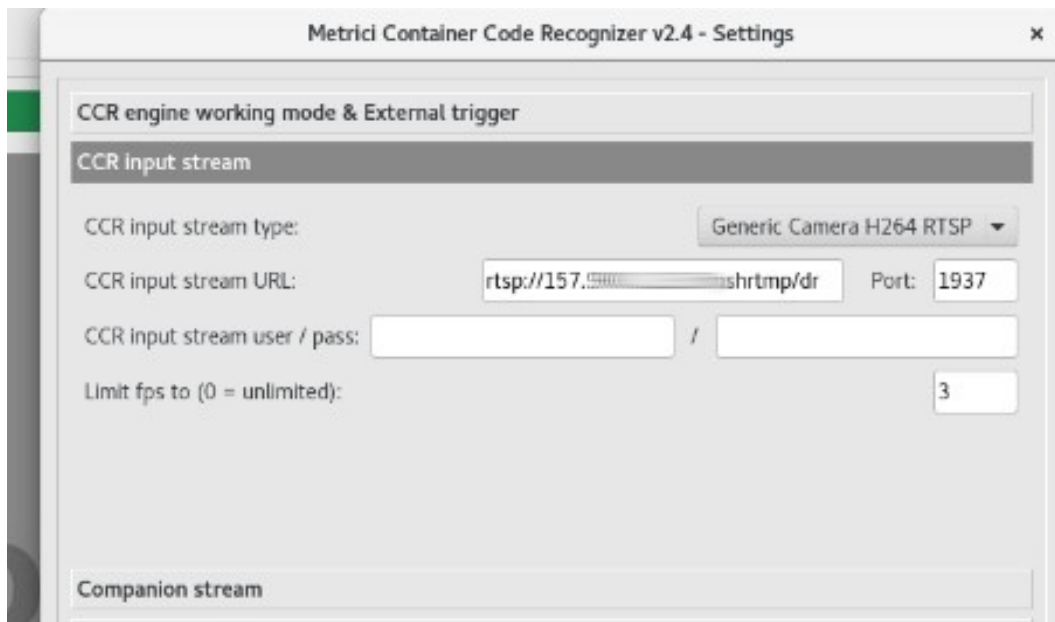 Metrici Container Code Recognizer v2.4 - Settings ×
CCR engine working mode & External trigger
CCR input stream
CCR input stream type: Generic Camera H264 RTSP
CCR input stream URL: rtsp://157. shrtmp/dr Port: 1937
CCR input stream user / pass: /
Limit fps to (0 = unlimited): 3
Companion stream